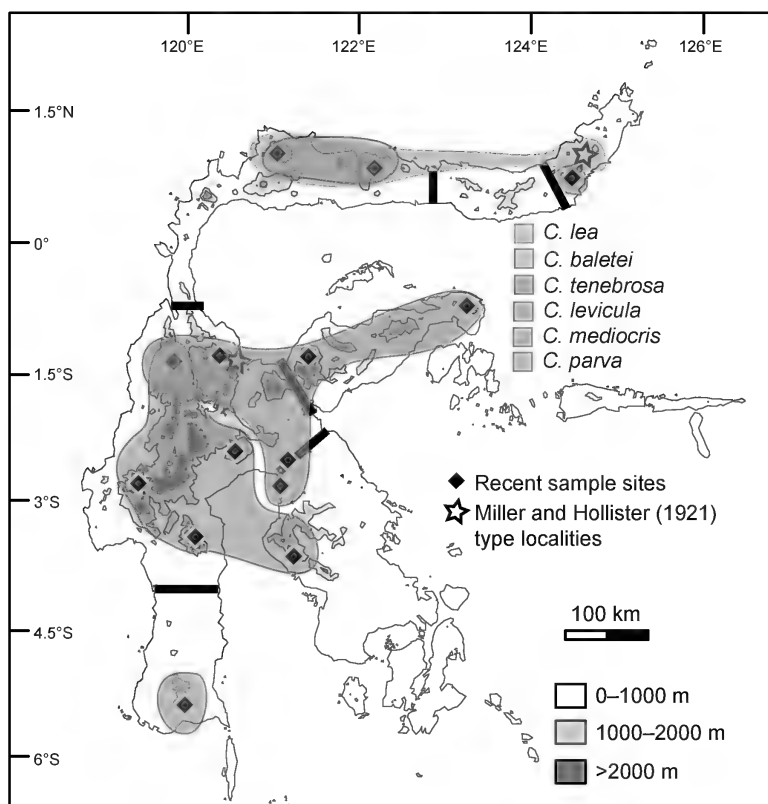 120°E 122°E 124°E 126°E
1.5°N
0°
1.5°S
3°S
4.5°S
6°S
C. lea
C. baletei
C. tenebrosa
C. levicula
C. mediocris
C. parva
Recent sample sites
Miller and Hollister (1921)
type localities
100 km
0–1000 m
1000–2000 m
>2000 m